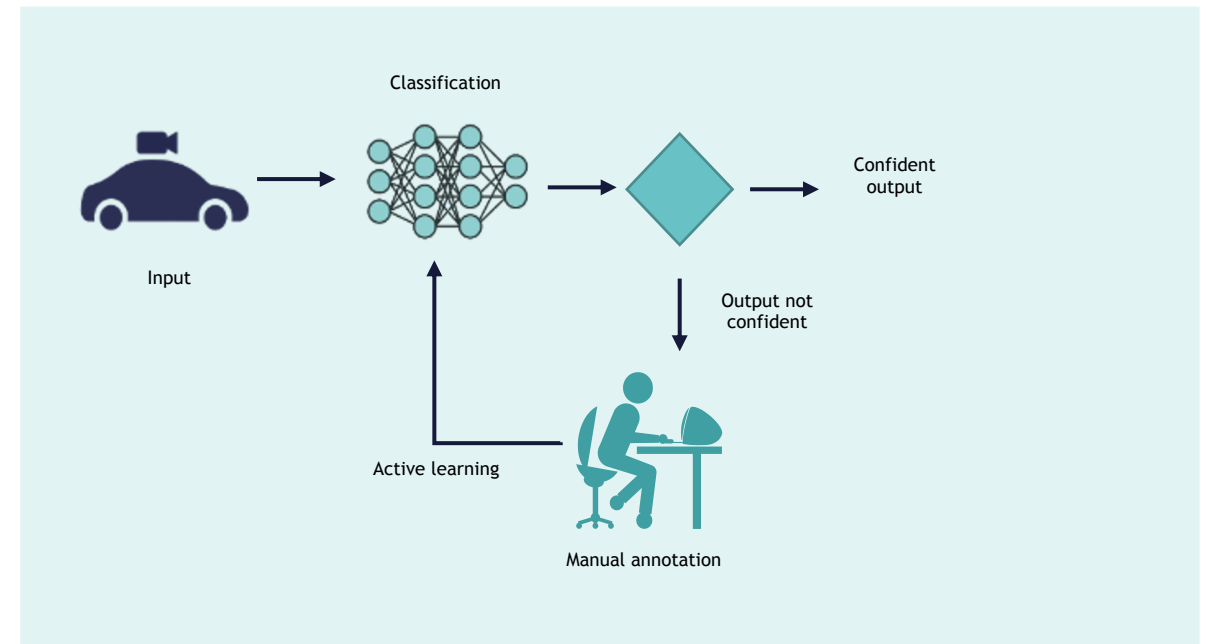 Classification
Input
Confident
output
Output not
confident
Active learning
Manual annotation